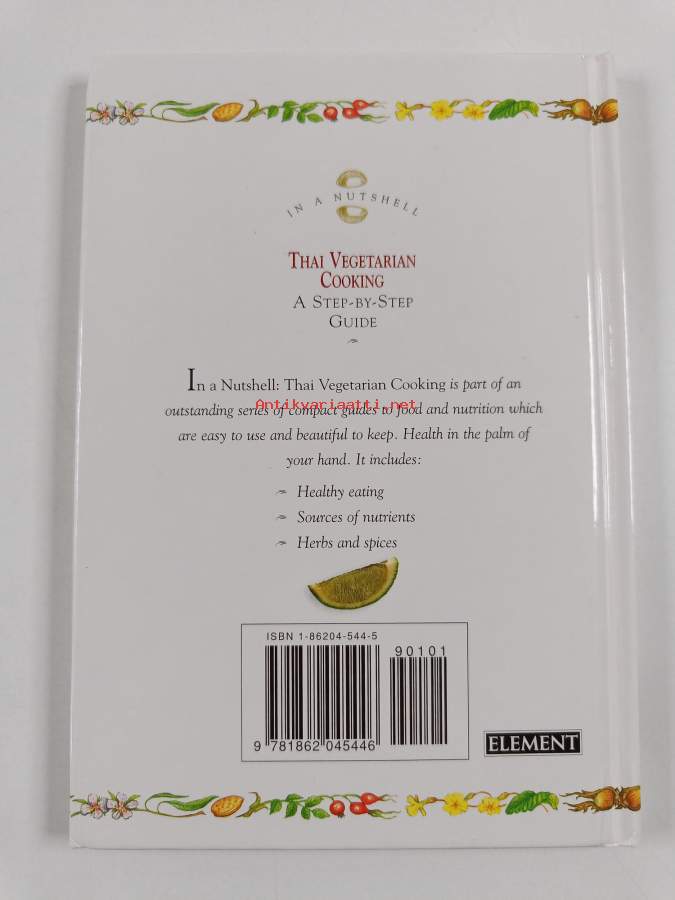 IN A NUTSHELL
THAI VEGETARIAN
COOKING
A STEP-BY-STEP
GUIDE
In a Nutshell: Thai Vegetarian Cooking is part of an
Antikvariaatti.net
outstanding series of compact guides to food and nutrition which
are easy to use and beautiful to keep. Health in the palm of
your hand. It includes:
Healthy eating
Sources of nutrients
Herbs and spices
ISBN 1-86204-544-5
90101
9 781862 045446
ELEMENT